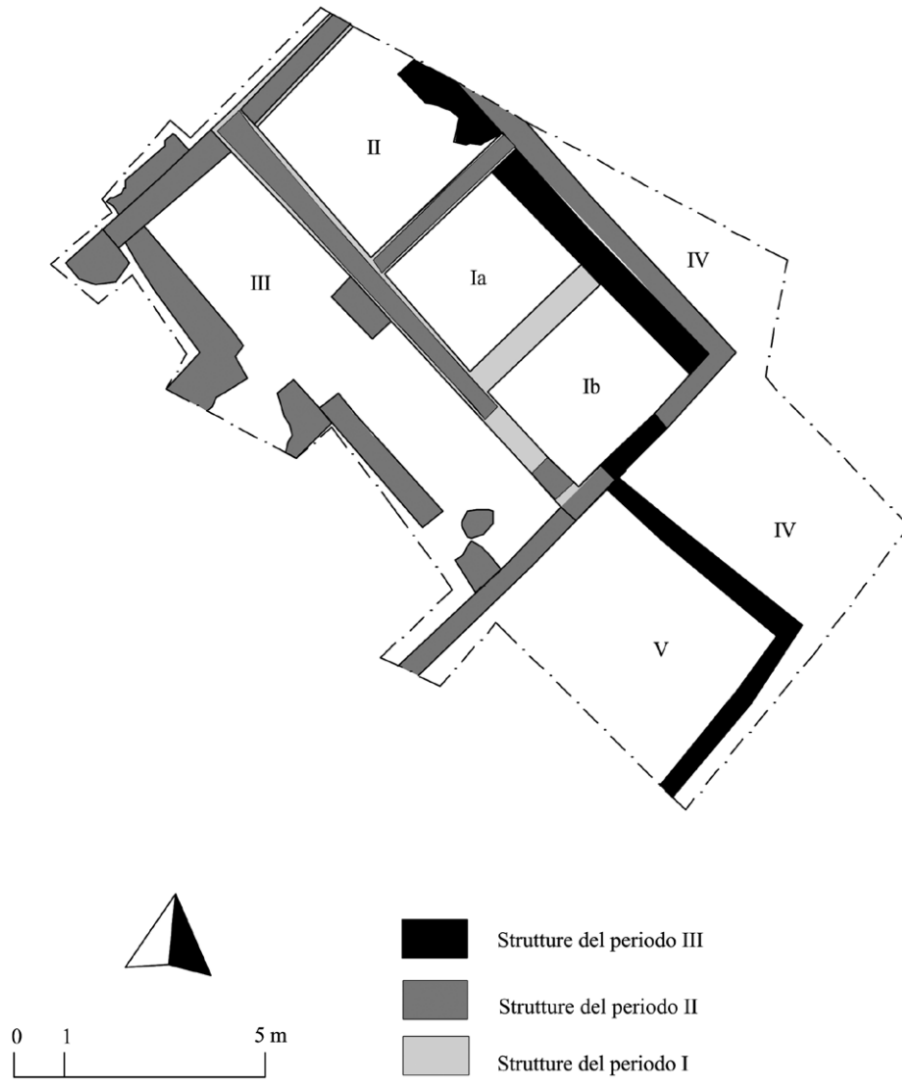 II
IV
III
Ia
Ib
IV
V
Strutture del periodo III
Strutture del periodo II
0 1 5 m
Strutture del periodo I